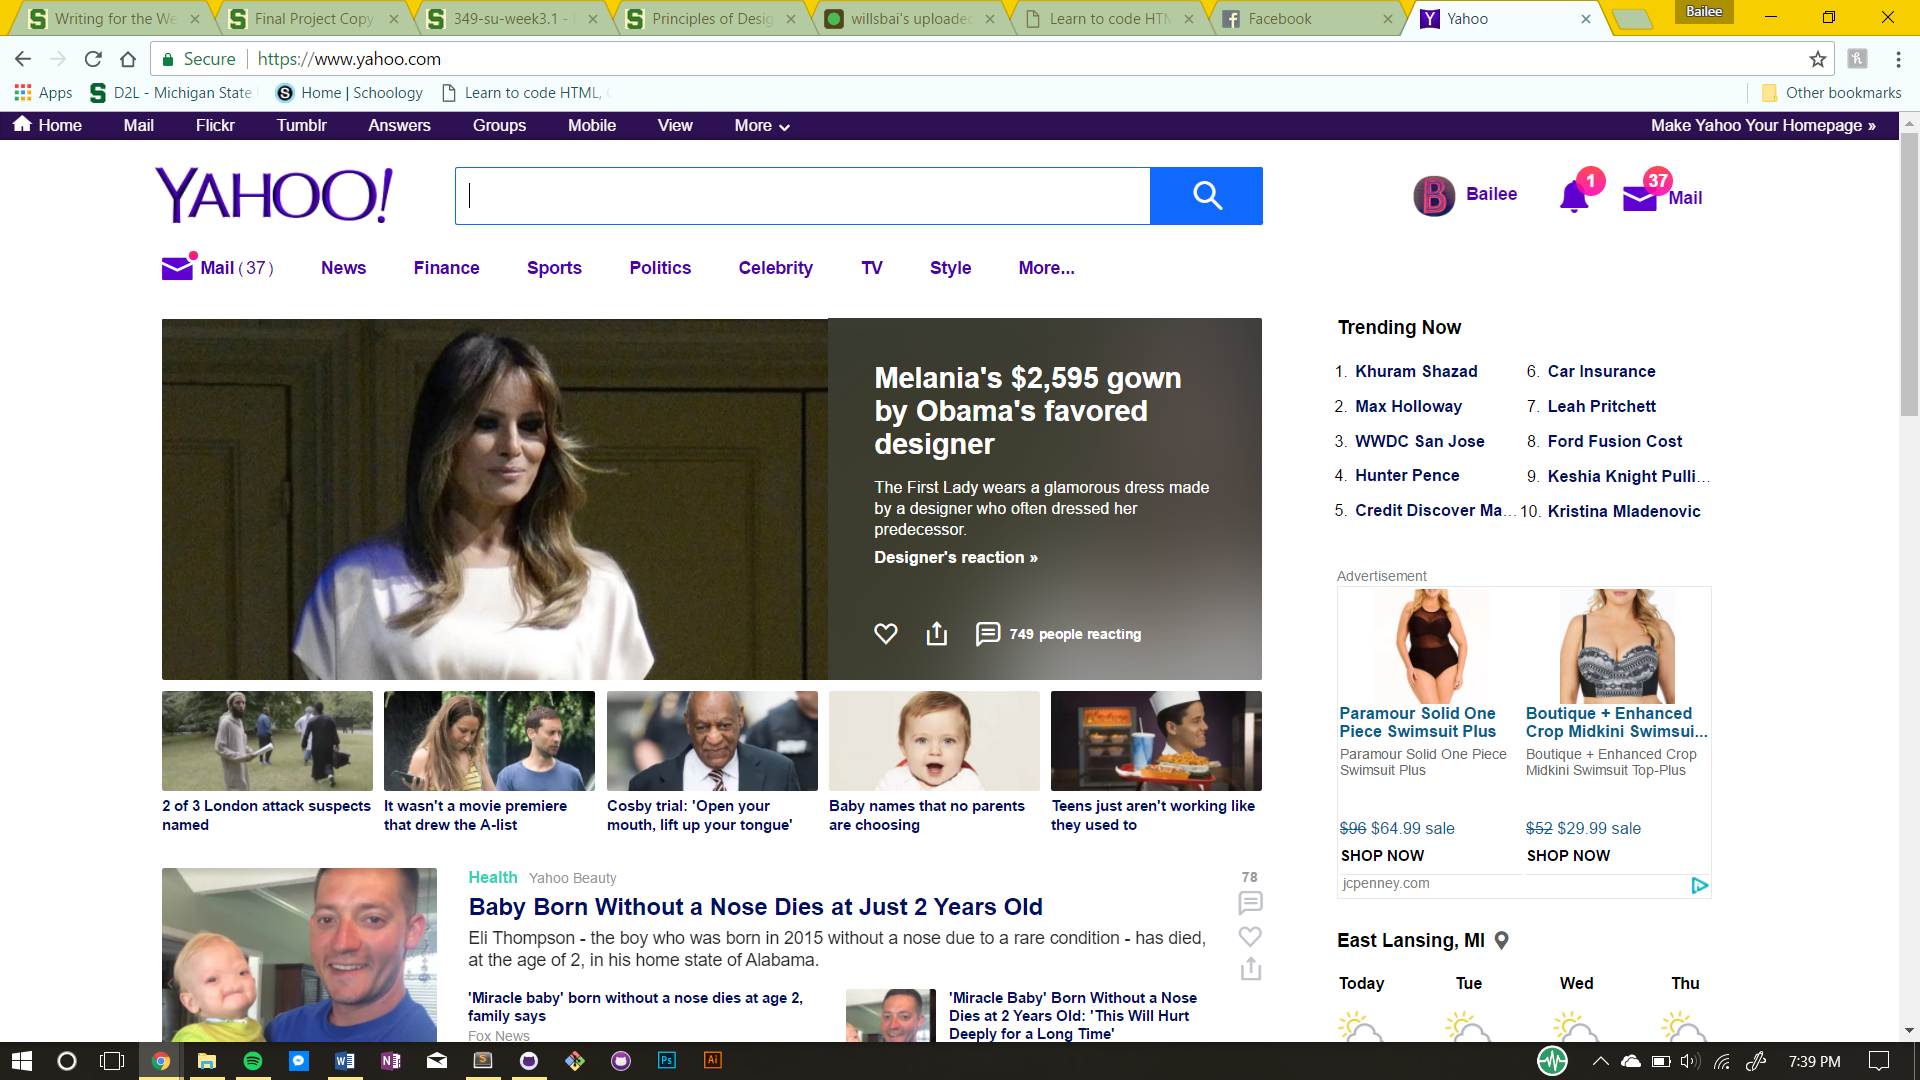 Writing for the We
Final Project Copy
349-su-week3.1 -
Principles of Desig
willsbai's uploaded
Learn to code HTM
Facebook
Yahoo
Bailee
Secure
https://www.yahoo.com
Apps
D2L - Michigan State
Home | Schoology
Learn to code HTML,
Other bookmarks
Home
Mail
Flickr
Tumblr
Answers
Groups
Mobile
View
More
Make Yahoo Your Homepage »
YAHOO!
B
Bailee
1
37
Mail
Mail (37)
News
Finance
Sports
Politics
Celebrity
TV
Style
More...
Melania's $2,595 gown
by Obama's favored
designer
The First Lady wears a glamorous dress made
by a designer who often dressed her
predecessor.
Designer's reaction »
749 people reacting
2 of 3 London attack suspects
named
It wasn't a movie premiere
that drew the A-list
Cosby trial: 'Open your
mouth, lift up your tongue'
Baby names that no parents
are choosing
Teens just aren't working like
they used to
Health Yahoo Beauty
Baby Born Without a Nose Dies at Just 2 Years Old
Eli Thompson - the boy who was born in 2015 without a nose due to a rare condition - has died,
at the age of 2, in his home state of Alabama.
78
'Miracle baby' born without a nose dies at age 2,
family says
Fox News
'Miracle Baby' Born Without a Nose
Dies at 2 Years Old: 'This Will Hurt
Deeply for a Long Time'
Trending Now
1. Khuram Shazad
2. Max Holloway
3. WWDC San Jose
4. Hunter Pence
5. Credit Discover Ma...
6. Car Insurance
7. Leah Pritchett
8. Ford Fusion Cost
9. Keshia Knight Pulli...
10. Kristina Mladenovic
Advertisement
Paramour Solid One
Piece Swimsuit Plus
Paramour Solid One Piece
Swimsuit Plus
$96 $64.99 sale
SHOP NOW
Boutique + Enhanced
Crop Midkini Swimsui...
Boutique + Enhanced Crop
Midkini Swimsuit Top-Plus
$52 $29.99 sale
SHOP NOW
jcpenney.com
East Lansing, MI
Today
Tue
Wed
Thu
7:39 PM